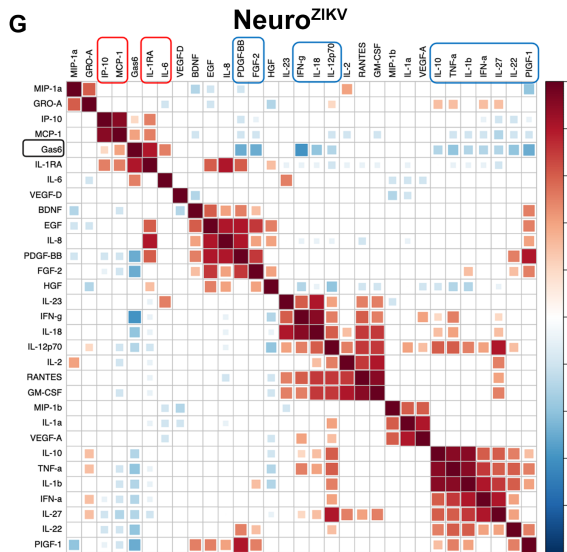 G
Neuro^ZIKV
MIP-1a
GRO-A
IP-10
MCP-1
Gas6
IL-1RA
IL-6
VEGF-D
BDNF
EGF
IL-8
PDGF-BB
FGF-2
HGF
IL-23
IFN-g
IL-18
IL-12p70
IL-2
RANTES
GM-CSF
MIP-1b
IL-1a
VEGF-A
IL-10
TNF-a
IL-1b
IFN-a
IL-27
IL-22
PIGF-1
MIP-1a
GRO-A
IP-10
MCP-1
Gas6
IL-1RA
IL-6
VEGF-D
BDNF
EGF
IL-8
PDGF-BB
FGF-2
HGF
IL-23
IFN-g
IL-18
IL-12p70
IL-2
RANTES
GM-CSF
MIP-1b
IL-1a
VEGF-A
IL-10
TNF-a
IL-1b
IFN-a
IL-27
IL-22
PIGF-1